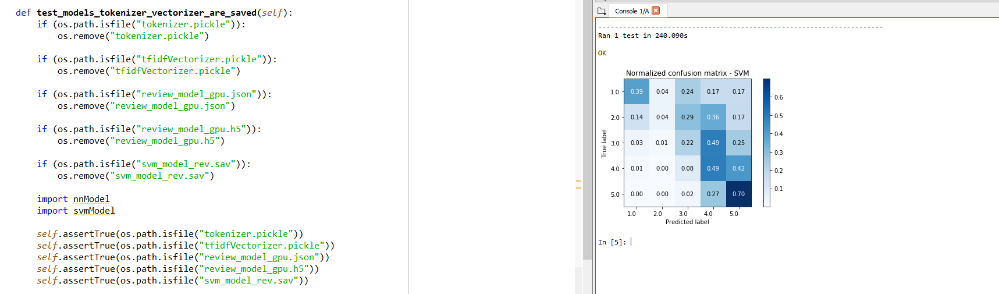 def test_models_tokenizer_vectorizer_are_saved(self):
if (os.path.isfile("tokenizer.pickle")):
os.remove("tokenizer.pickle")
if (os.path.isfile("tfidfVectorizer.pickle")):
os.remove("tfidfVectorizer.pickle")
if (os.path.isfile("review_model_gpu.json")):
os.remove("review_model_gpu.json")
if (os.path.isfile("review_model_gpu.h5")):
os.remove("review_model_gpu.h5")
if (os.path.isfile("svm_model_rev.sav")):
os.remove("svm_model_rev.sav")
import nnModel
import svmModel
self.assertTrue(os.path.isfile("tokenizer.pickle"))
self.assertTrue(os.path.isfile("tfidfVectorizer.pickle"))
self.assertTrue(os.path.isfile("review_model_gpu.json"))
self.assertTrue(os.path.isfile("review_model_gpu.h5"))
self.assertTrue(os.path.isfile("svm_model_rev.sav"))
Console 1/A
----------------------------------------------------------------------
Ran 1 test in 240.090s
OK
Normalized confusion matrix - SVM
True label
1.0 0.39 0.04 0.24 0.17 0.17
2.0 0.14 0.04 0.29 0.36 0.17
3.0 0.03 0.01 0.22 0.49 0.25
4.0 0.01 0.00 0.08 0.49 0.42
5.0 0.00 0.00 0.02 0.27 0.70
1.0 2.0 3.0 4.0 5.0
Predicted label
0.6
0.5
0.4
0.3
0.2
0.1
In [5]: